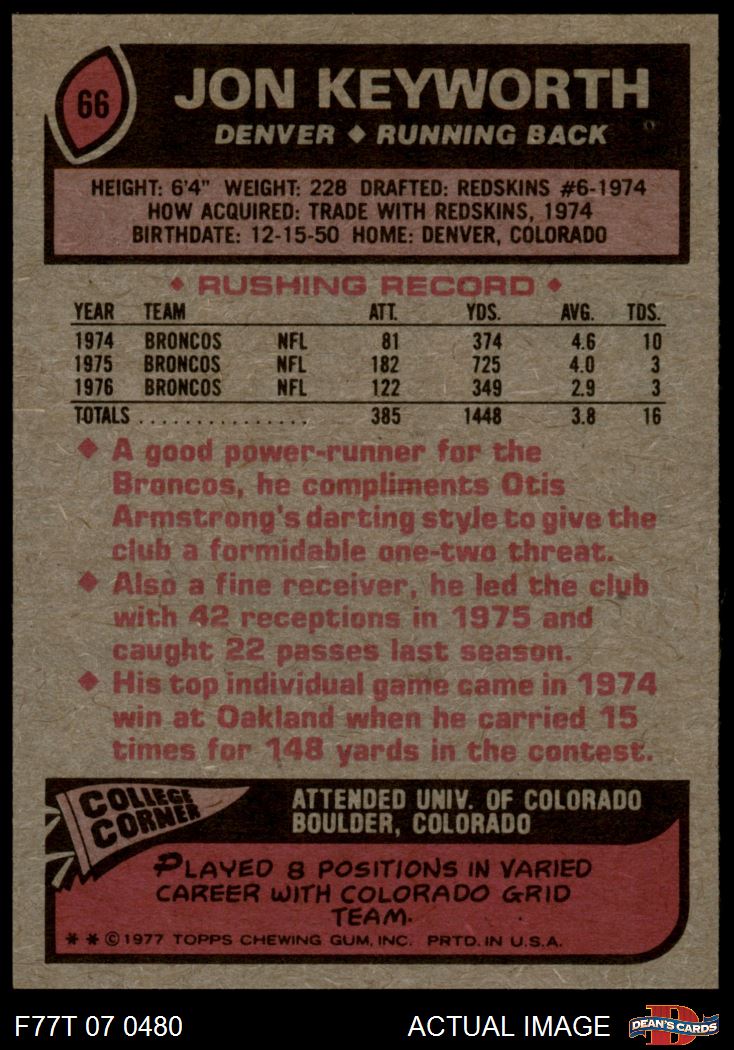 66
JON KEYWORTH
DENVER ◆ RUNNING BACK
HEIGHT: 6'4" WEIGHT: 228 DRAFTED: REDSKINS #6-1974
HOW ACQUIRED: TRADE WITH REDSKINS, 1974
BIRTHDATE: 12-15-50 HOME: DENVER, COLORADO
◆ RUSHING RECORD ◆
YEAR TEAM ATT. YDS. AVG. TDS.
1974 BRONCOS NFL 81 374 4.6 10
1975 BRONCOS NFL 182 725 4.0 3
1976 BRONCOS NFL 122 349 2.9 3
TOTALS ............... 385 1448 3.8 16
◆ A good power-runner for the
Broncos, he compliments Otis
Armstrong's darting style to give the
club a formidable one-two threat.
◆ Also a fine receiver, he led the club
with 42 receptions in 1975 and
caught 22 passes last season.
◆ His top individual game came in 1974
win at Oakland when he carried 15
times for 148 yards in the contest.
COLLEGE
CORNER
ATTENDED UNIV. OF COLORADO
BOULDER, COLORADO
PLAYED 8 POSITIONS IN VARIED
CAREER WITH COLORADO GRID
TEAM.
* * © 1977 TOPPS CHEWING GUM, INC. PRTD. IN U.S.A.
F77T 07 0480 ACTUAL IMAGE
D
DEAN'S CARDS